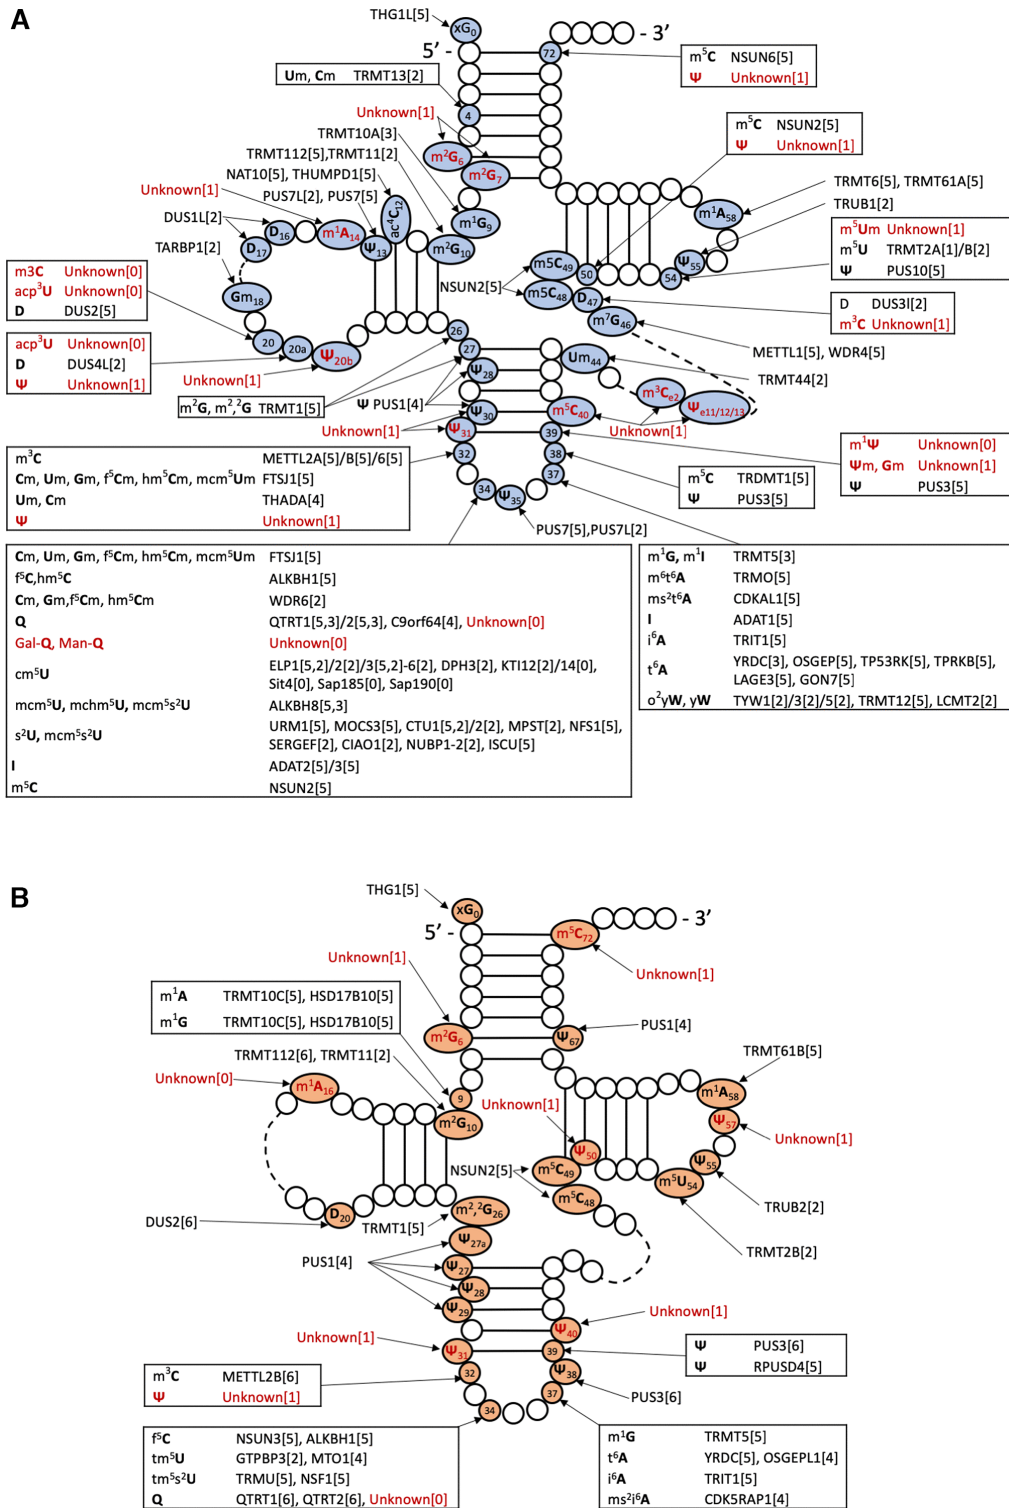 A
THG1L[5]
xG0
5’ -
- 3’
72
m5C NSUN6[5]
Ψ Unknown[1]
Um, Cm TRMT13[2]
4
Unknown[1]
TRMT10A[3]
m2G6
m2G7
TRMT112[5],TRMT11[2]
NAT10[5], THUMPD1[5]
PUS7L[2], PUS7[5]
Unknown[1]
DUS1L[2]
TARBP1[2]
m5C NSUN2[5]
Ψ Unknown[1]
TRMT6[5], TRMT61A[5]
TRUB1[2]
m5Um Unknown[1]
m5U TRMT2A[1]/B[2]
Ψ PUS10[5]
ac4C12
m1G9
m2G10
Ψ13
m1A14
D16
D17
Gm18
20
20a
Ψ20b
m1A58
Ψ55
54
50
m5C49
m5C48
D47
m7G46
NSUN2[5]
m3C Unknown[0]
acp3U Unknown[0]
D DUS2[5]
acp3U Unknown[0]
D DUS4L[2]
Ψ Unknown[1]
D DUS3l[2]
m3C Unknown[1]
METTL1[5], WDR4[5]
TRMT44[2]
Unknown[1]
m2G, m2,2G TRMT1[5]
26
27
Ψ28
Ψ PUS1[4]
Ψ30
Unknown[1]
Ψ31
32
34
Ψ35
37
38
39
m5C40
Um44
m3Ce2
Ψe11/12/13
Unknown[1]
m1Ψ Unknown[0]
Ψm, Gm Unknown[1]
Ψ PUS3[5]
m3C METTL2A[5]/B[5]/6[5]
Cm, Um, Gm, f5Cm, hm5Cm, mcm5Um FTSJ1[5]
Um, Cm THADA[4]
Ψ Unknown[1]
m5C TRDMT1[5]
Ψ PUS3[5]
PUS7[5],PUS7L[2]
Cm, Um, Gm, f5Cm, hm5Cm, mcm5Um FTSJ1[5]
f5C,hm5C ALKBH1[5]
Cm, Gm,f5Cm, hm5Cm WDR6[2]
Q QTRT1[5,3]/2[5,3], C9orf64[4], Unknown[0]
Gal-Q, Man-Q Unknown[0]
cm5U ELP1[5,2]/2[2]/3[5,2]-6[2], DPH3[2], KTI12[2]/14[0],
Sit4[0], Sap185[0], Sap190[0]
mcm5U, mchm5U, mcm5s2U ALKBH8[5,3]
s2U, mcm5s2U URM1[5], MOCS3[5], CTU1[5,2]/2[2], MPST[2], NFS1[5],
SERGEF[2], CIAO1[2], NUBP1-2[2], ISCU[5]
I ADAT2[5]/3[5]
m5C NSUN2[5]
m1G, m1I TRMT5[3]
m6t6A TRMO[5]
ms2t6A CDKAL1[5]
I ADAT1[5]
i6A TRIT1[5]
t6A YRDC[3], OSGEP[5], TP53RK[5], TPRKB[5],
LAGE3[5], GON7[5]
o2yW, yW TYW1[2]/3[2]/5[2], TRMT12[5], LCMT2[2]
B
THG1[5]
xG0
5’ -
- 3’
m5C72
Unknown[1]
Unknown[1]
m1A TRMT10C[5], HSD17B10[5]
m1G TRMT10C[5], HSD17B10[5]
m2G6
Ψ67
PUS1[4]
TRMT112[6], TRMT11[2]
Unknown[0]
m1A16
9
m2G10
TRMT61B[5]
m1A58
Ψ57
Unknown[1]
Unknown[1]
Ψ50
Ψ55
m5U54
TRUB2[2]
TRMT2B[2]
NSUN2[5]
m5C49
m5C48
DUS2[6]
D20
TRMT1[5]
m2,2G26
Ψ27a
PUS1[4]
Ψ27
Ψ28
Ψ29
Unknown[1]
Ψ31
Ψ40
Unknown[1]
39
Ψ PUS3[6]
Ψ RPUSD4[5]
m3C METTL2B[6]
Ψ Unknown[1]
32
34
37
Ψ38
PUS3[6]
f5C NSUN3[5], ALKBH1[5]
tm5U GTPBP3[2], MTO1[4]
tm5s2U TRMU[5], NSF1[5]
Q QTRT1[6], QTRT2[6], Unknown[0]
m1G TRMT5[5]
t6A YRDC[5], OSGEPL1[4]
i6A TRIT1[5]
ms2i6A CDK5RAP1[4]